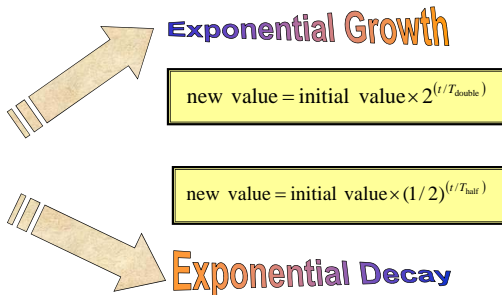 Exponential Growth
new value = initial value × 2^(t/T_double)
new value = initial value × (1/2)^(t/T_half)
Exponential Decay